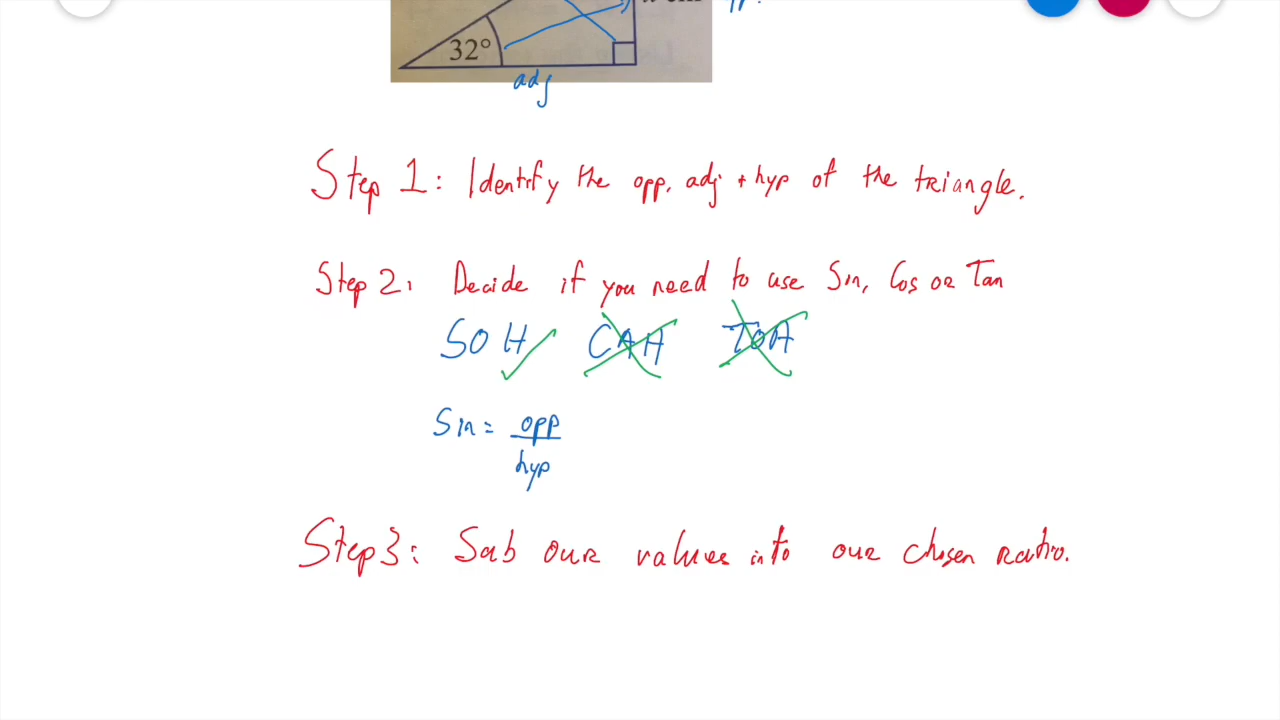 32°
adj
Step 1: Identify the opp, adj + hyp of the triangle.
Step 2: Decide if you need to use Sin, Cos or Tan
SOH CAH TOA
Sin = opp
hyp
Step 3: Sub our values into our chosen ratio.